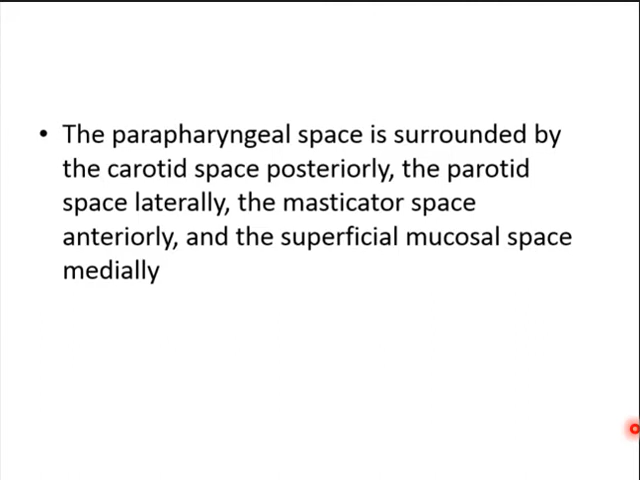 • The parapharyngeal space is surrounded by
the carotid space posteriorly, the parotid
space laterally, the masticator space
anteriorly, and the superficial mucosal space
medially